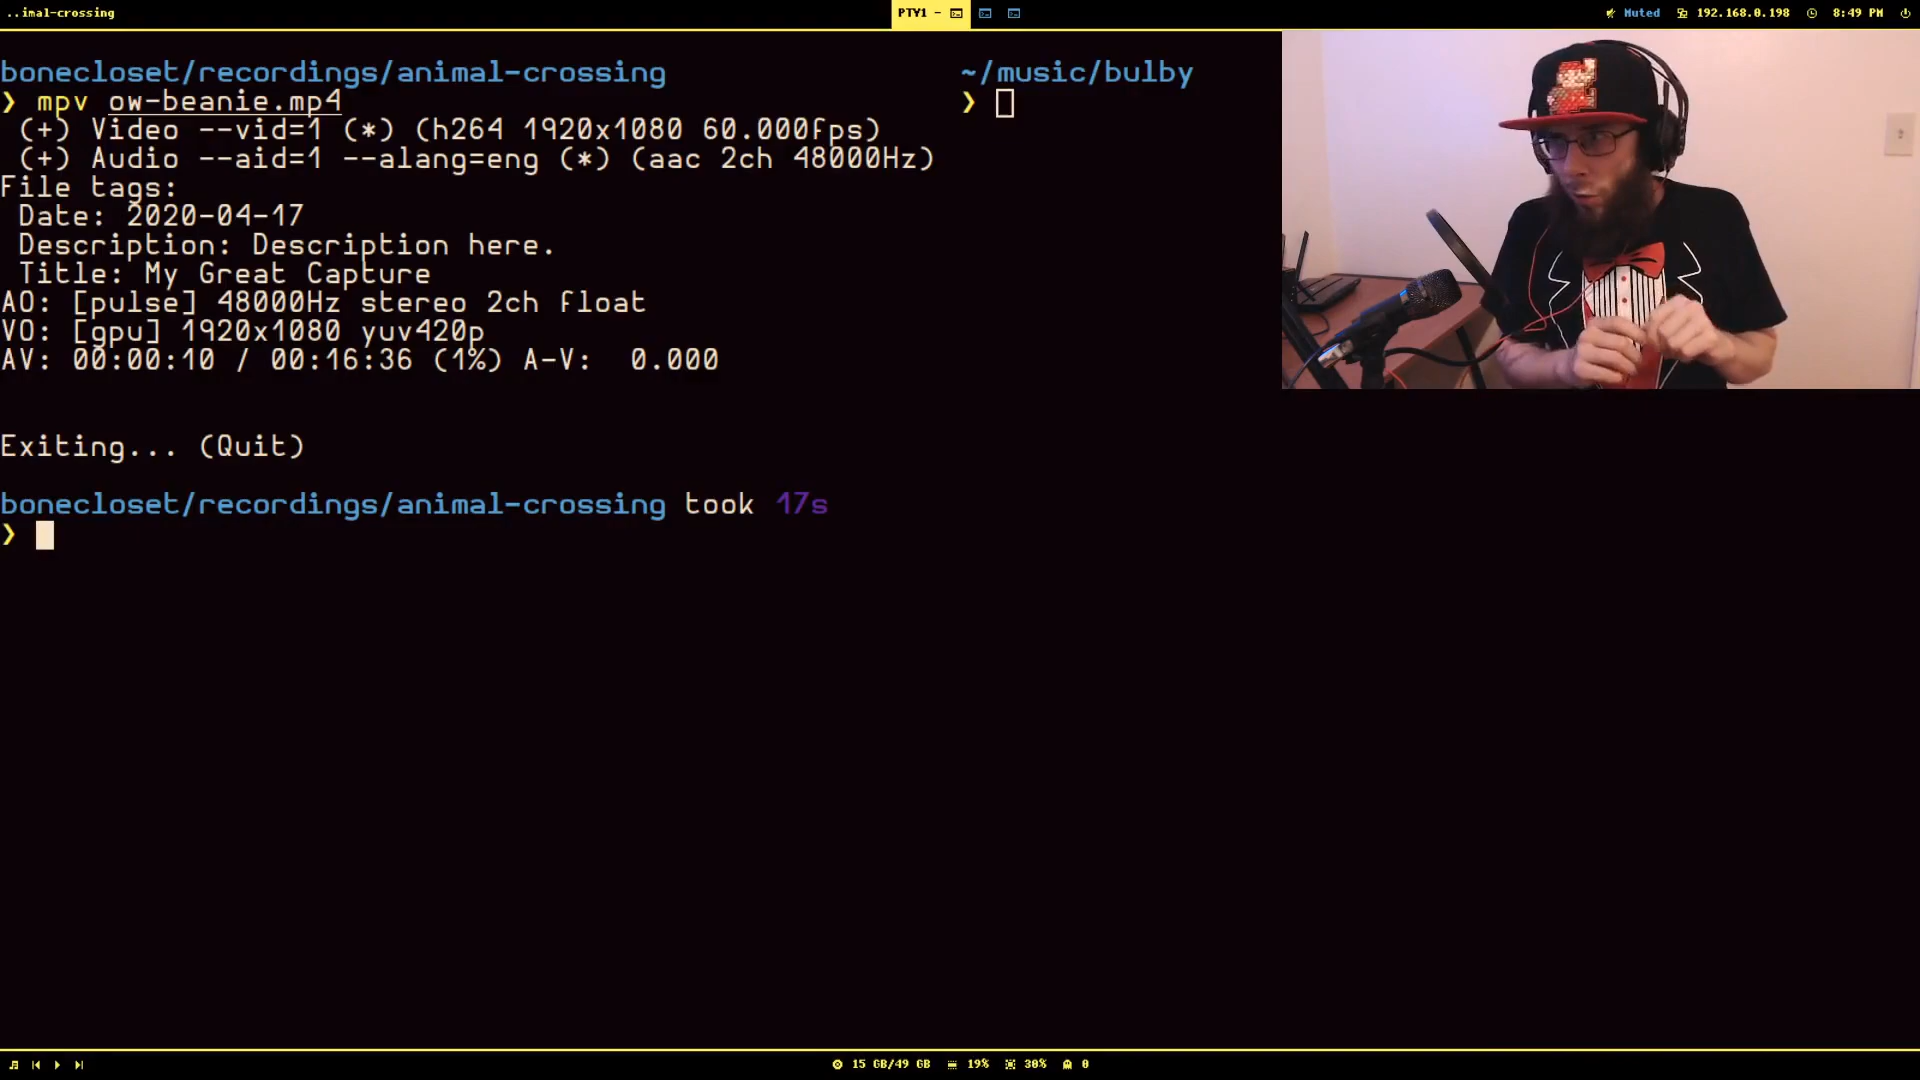 ..imal-crossing
PTY1 -
Muted 192.168.0.198 8:49 PM
bonecloset/recordings/animal-crossing
❯ mpv ow-beanie.mp4
(+) Video --vid=1 (*) (h264 1920x1080 60.000fps)
(+) Audio --aid=1 --alang=eng (*) (aac 2ch 48000Hz)
File tags:
Date: 2020-04-17
Description: Description here.
Title: My Great Capture
AO: [pulse] 48000Hz stereo 2ch float
VO: [gpu] 1920x1080 yuv420p
AV: 00:00:10 / 00:16:36 (1%) A-V: 0.000
Exiting... (Quit)
bonecloset/recordings/animal-crossing took 17s
❯
~/music/bulby
❯
15 GB/49 GB 19% 30% 0